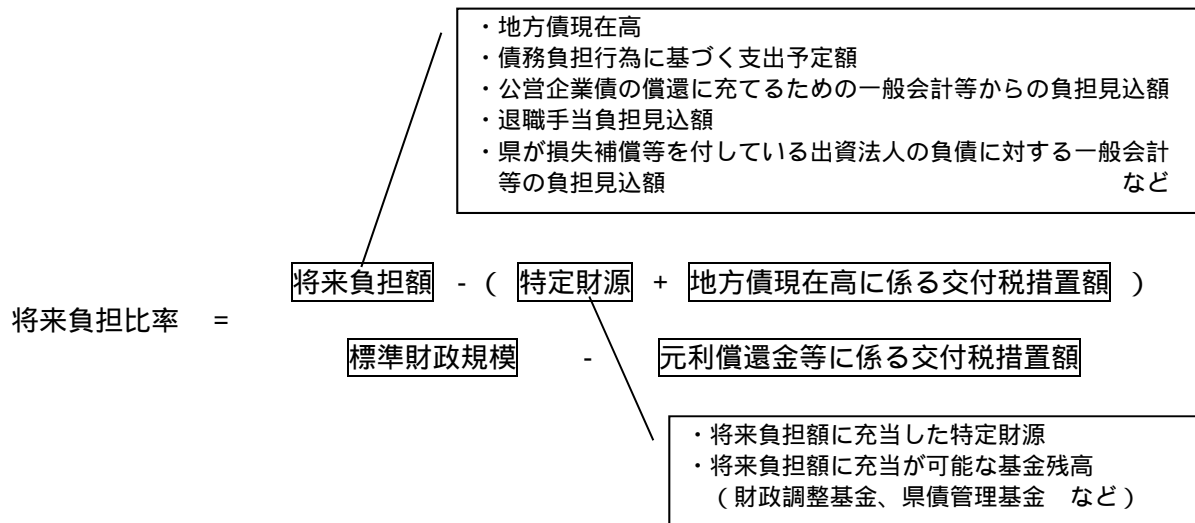 ・地方債現在高
・債務負担行為に基づく支出予定額
・公営企業債の償還に充てるための一般会計等からの負担見込額
・退職手当負担見込額
・県が損失補償等を付している出資法人の負債に対する一般会計
等の負担見込額 など
将来負担額 - ( 特定財源 + 地方債現在高に係る交付税措置額 )
将来負担比率 =
標準財政規模 - 元利償還金等に係る交付税措置額
・将来負担額に充当した特定財源
・将来負担額に充当が可能な基金残高
(財政調整基金、県債管理基金 など)